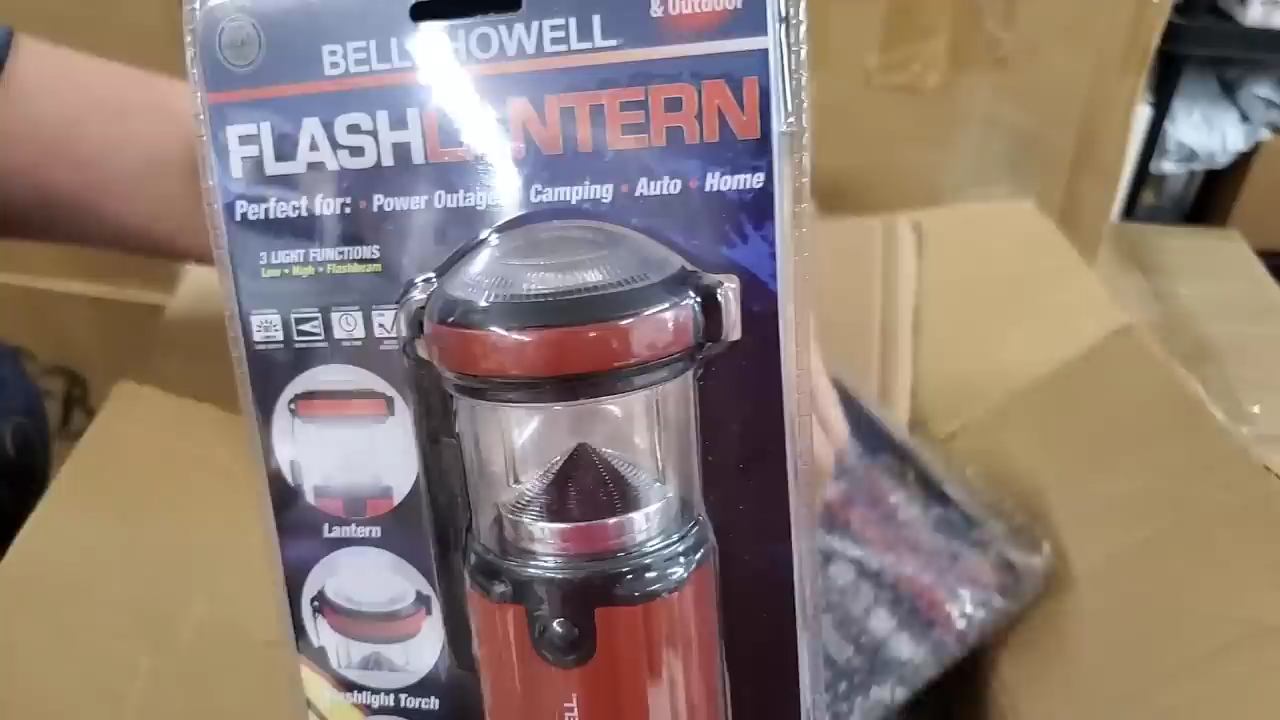 & Outdoor
BELL HOWELL
FLASHLANTERN
Perfect for: • Power Outage • Camping • Auto • Home
3 LIGHT FUNCTIONS
Low • High • Flashbeam
Lantern
Flashlight Torch
ELL